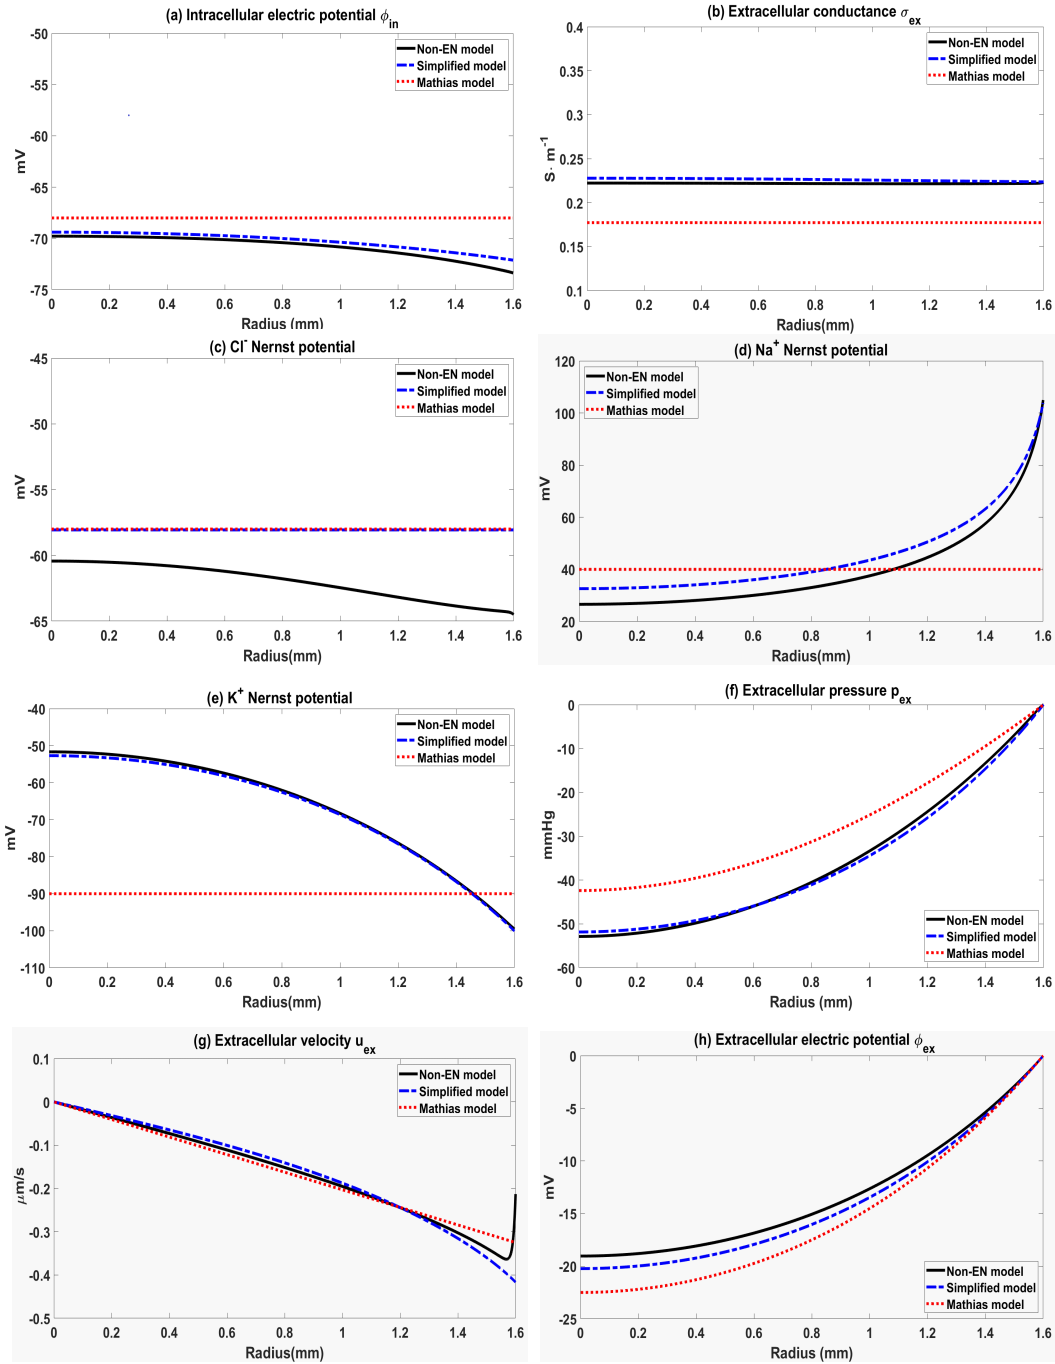 (a) Intracellular electric potential ϕin
-50
-55
-60
-65
-70
-75
mV
0 0.2 0.4 0.6 0.8 1 1.2 1.4 1.6
Radius (mm)
Non-EN model
Simplified model
Mathias model
(b) Extracellular conductance σex
0.4
0.35
0.3
0.25
0.2
0.15
0.1
S· m-1
0 0.2 0.4 0.6 0.8 1 1.2 1.4 1.6
Radius(mm)
Non-EN model
Simplified model
Mathias model
(c) Cl- Nernst potential
-45
-50
-55
-60
-65
mV
0 0.2 0.4 0.6 0.8 1 1.2 1.4 1.6
Radius(mm)
Non-EN model
Simplified model
Mathias model
(d) Na+ Nernst potential
120
100
80
60
40
20
mV
0 0.2 0.4 0.6 0.8 1 1.2 1.4 1.6
Radius(mm)
Non-EN model
Simplified model
Mathias model
(e) K+ Nernst potential
-40
-50
-60
-70
-80
-90
-100
-110
mV
0 0.2 0.4 0.6 0.8 1 1.2 1.4 1.6
Radius(mm)
Non-EN model
Simplified model
Mathias model
(f) Extracellular pressure pex
0
-10
-20
-30
-40
-50
-60
mmHg
0 0.2 0.4 0.6 0.8 1 1.2 1.4 1.6
Radius (mm)
Non-EN model
Simplified model
Mathias model
(g) Extracellular velocity uex
0.1
0
-0.1
-0.2
-0.3
-0.4
-0.5
μm/s
0 0.2 0.4 0.6 0.8 1 1.2 1.4 1.6
Radius(mm)
Non-EN model
Simplified model
Mathias model
(h) Extracellular electric potential ϕex
0
-5
-10
-15
-20
-25
mV
0 0.2 0.4 0.6 0.8 1 1.2 1.4 1.6
Radius (mm)
Non-EN model
Simplified model
Mathias model